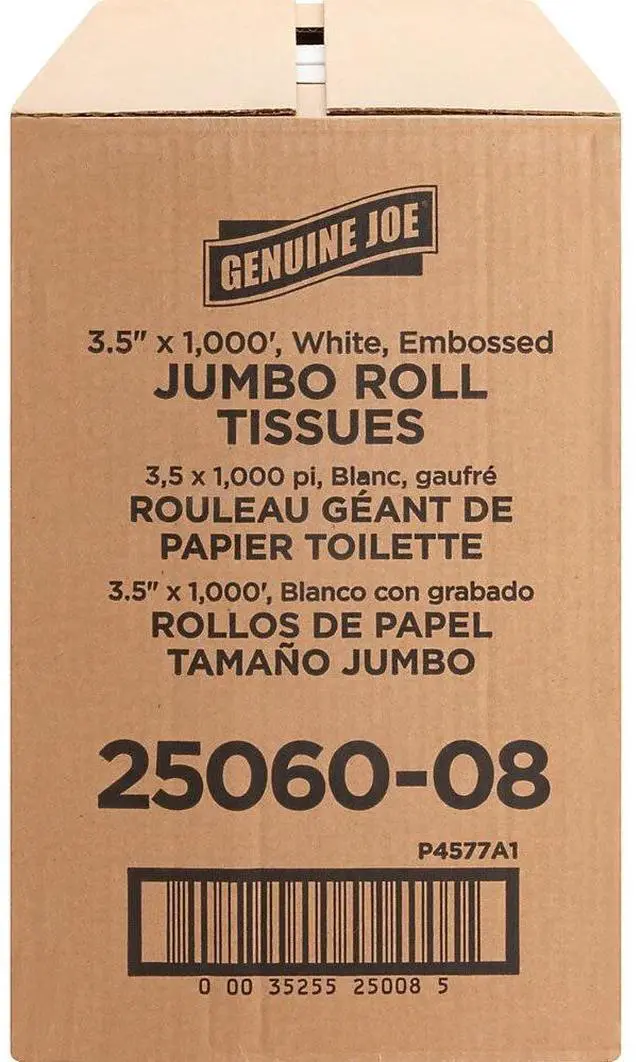 GENUINE JOE
3.5" x 1,000', White, Embossed
JUMBO ROLL
TISSUES
3,5 x 1,000 pi, Blanc, gaufré
ROULEAU GÉANT DE
PAPIER TOILETTE
3.5" x 1,000', Blanco con grabado
ROLLOS DE PAPEL
TAMAÑO JUMBO
25060-08
P4577A1
0 00 35255 25008 5